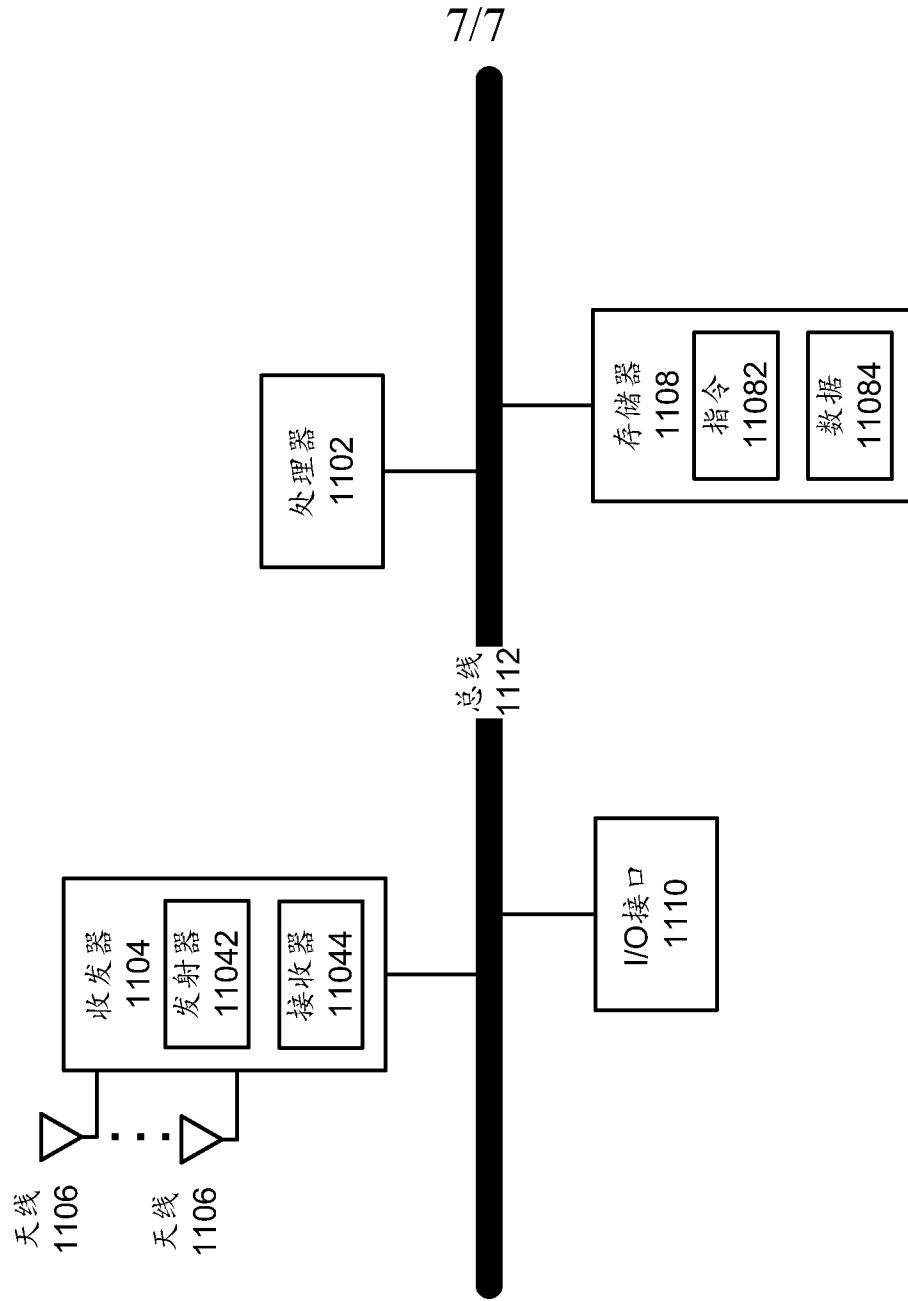 7/7
天线
1106
天线
1106
收发器
1104
发射器
11042
接收器
11044
处理器
1102
总线
1112
I/O接口
1110
存储器
1108
指令
11082
数据
11084